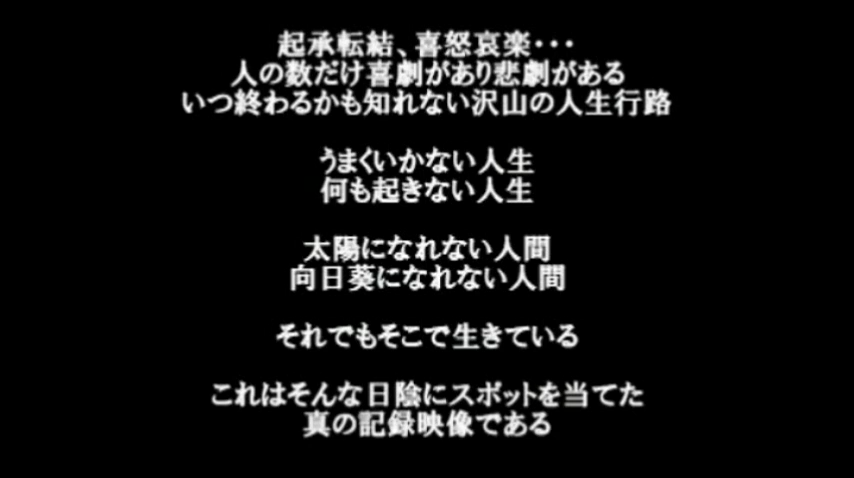 起承転結、喜怒哀楽・・・
人の数だけ喜劇があり悲劇がある
いつ終わるかも知れない沢山の人生行路
うまくいかない人生
何も起きない人生
太陽になれない人間
向日葵になれない人間
それでもそこで生きている
これはそんな日陰にスポットを当てた
真の記録映像である